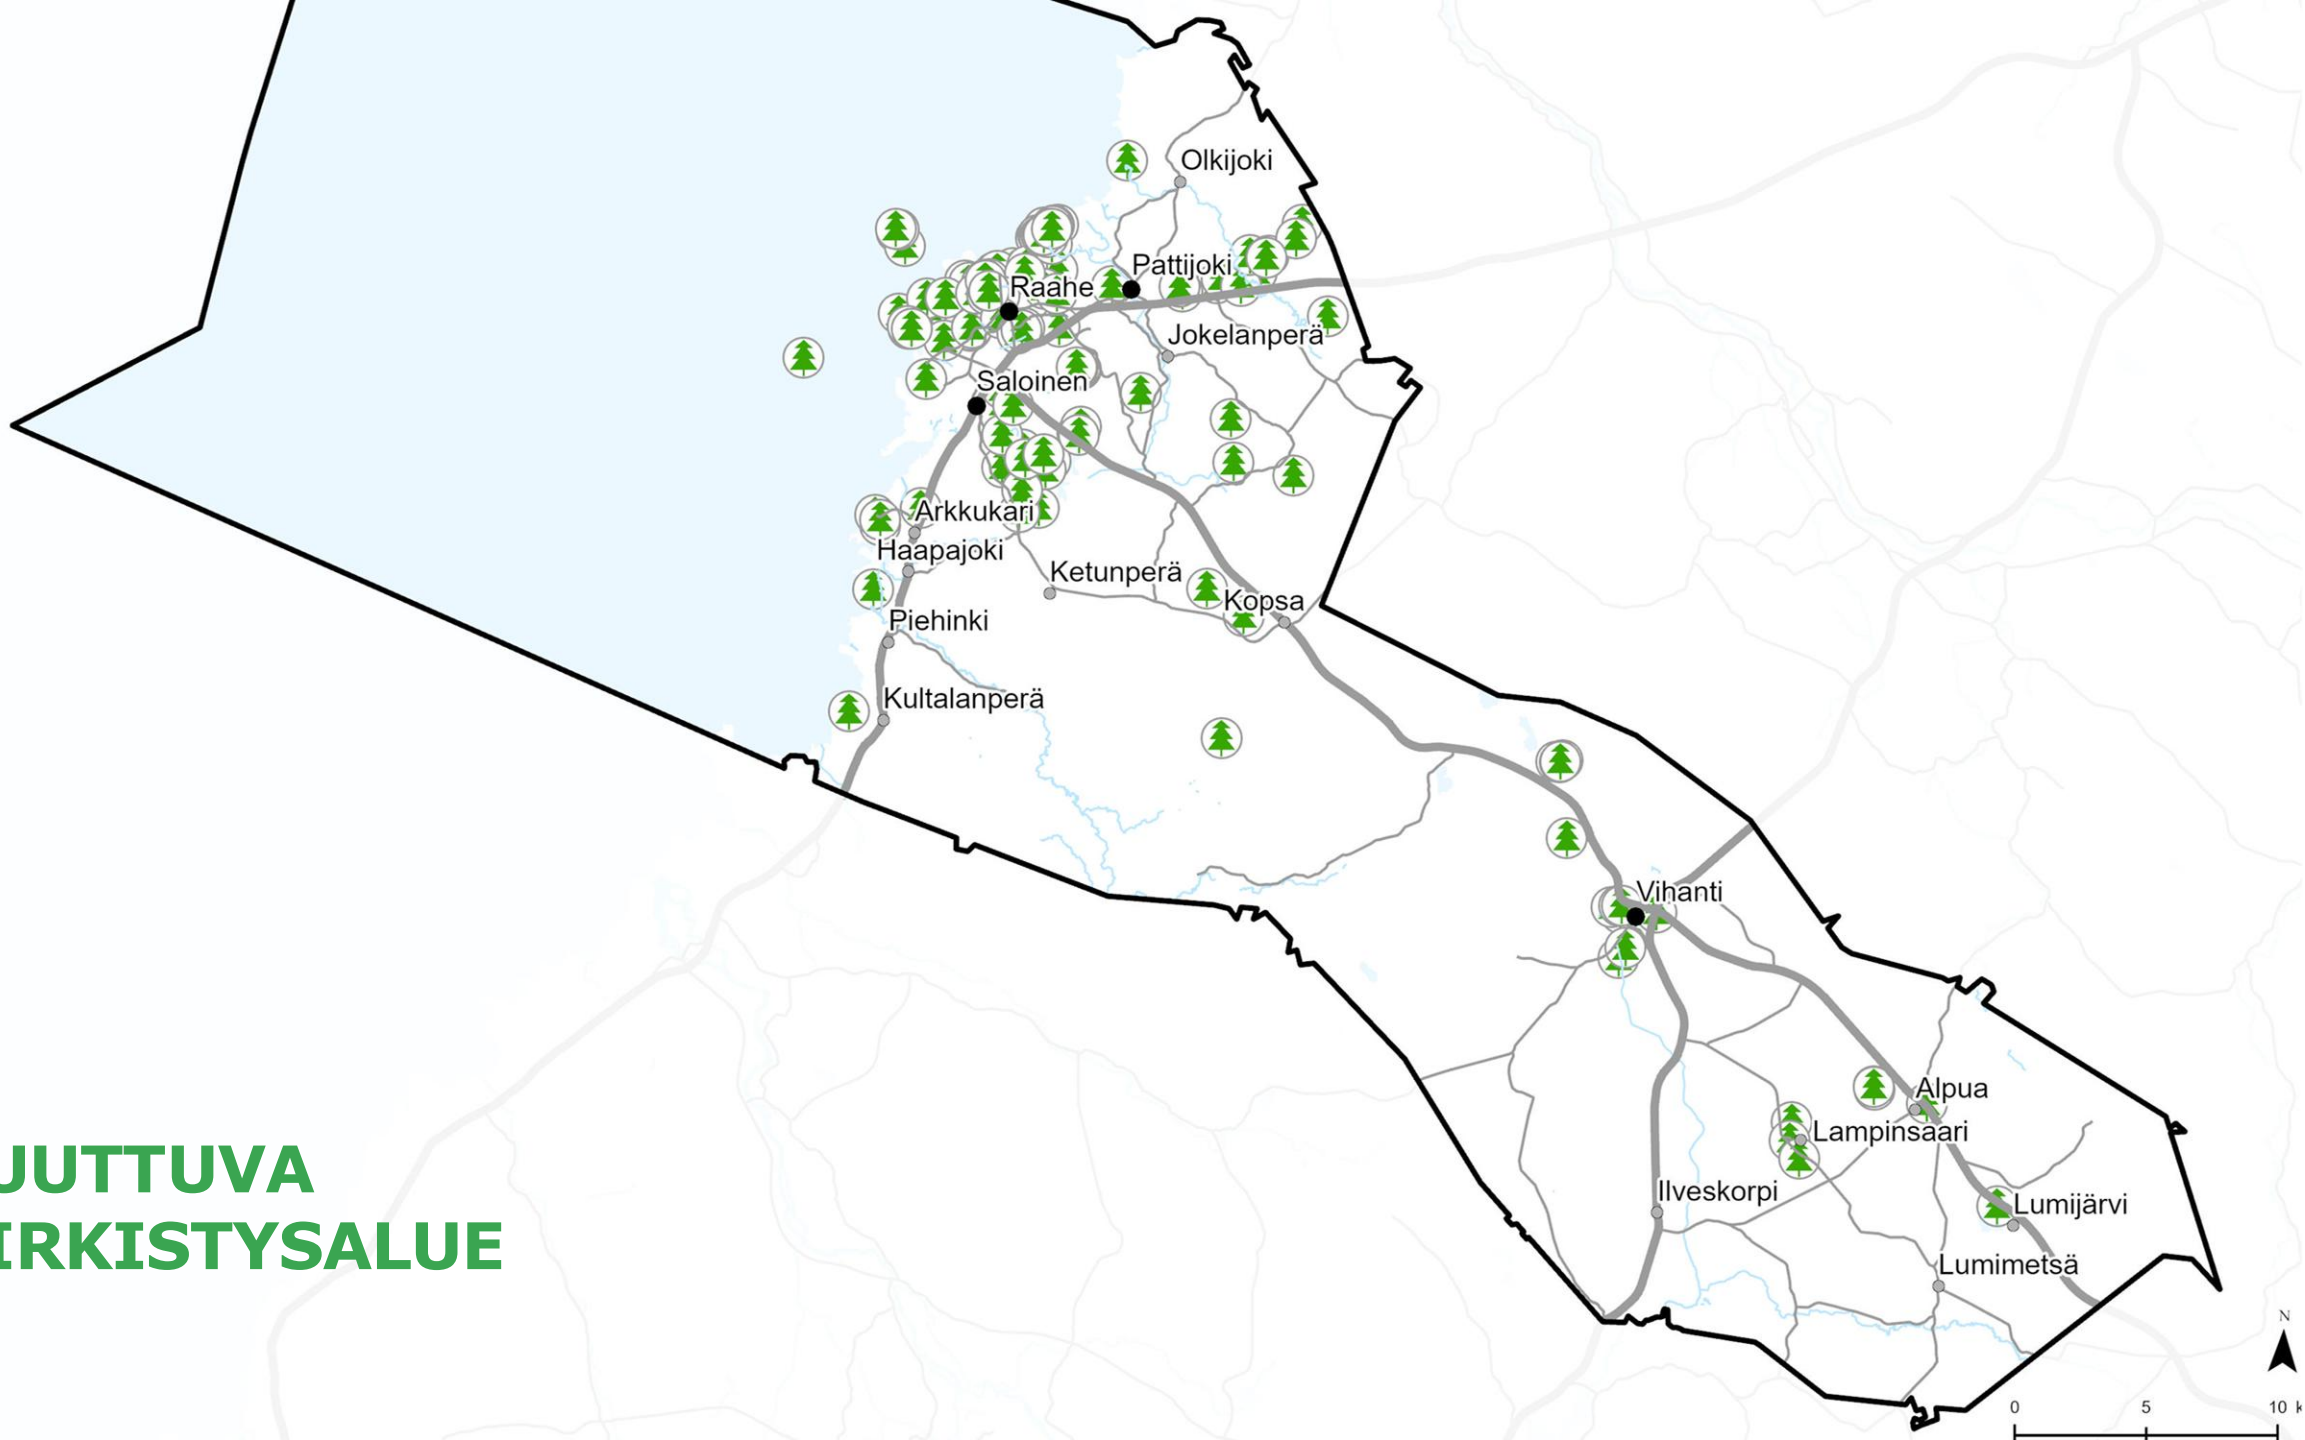 Olkijoki
Pattijoki
Raahe
Jokelanperä
Saloinen
Arkkukari
Haapajoki
Ketunperä
Kopsa
Piehinki
Kultalanperä
Vihanti
Alpua
Lampinsaari
Ilveskorpi
Lumijärvi
Lumimetsä
UUTTUVA
IRKISTYSALUE
N
0 5 10 k